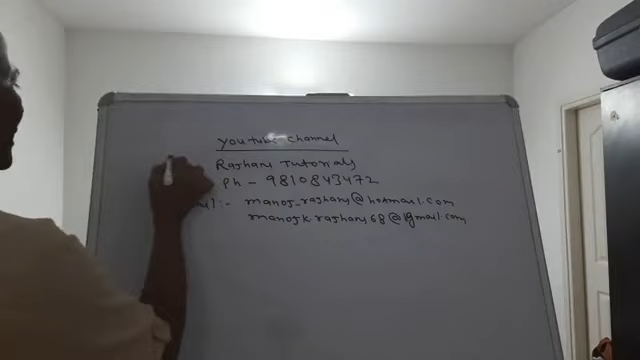 YouTube Channel
Rajhans Tutorials
Ph - 9810843472
l:- manoj_rajhans@hotmail.com
manojk.rajhans68@gmail.com